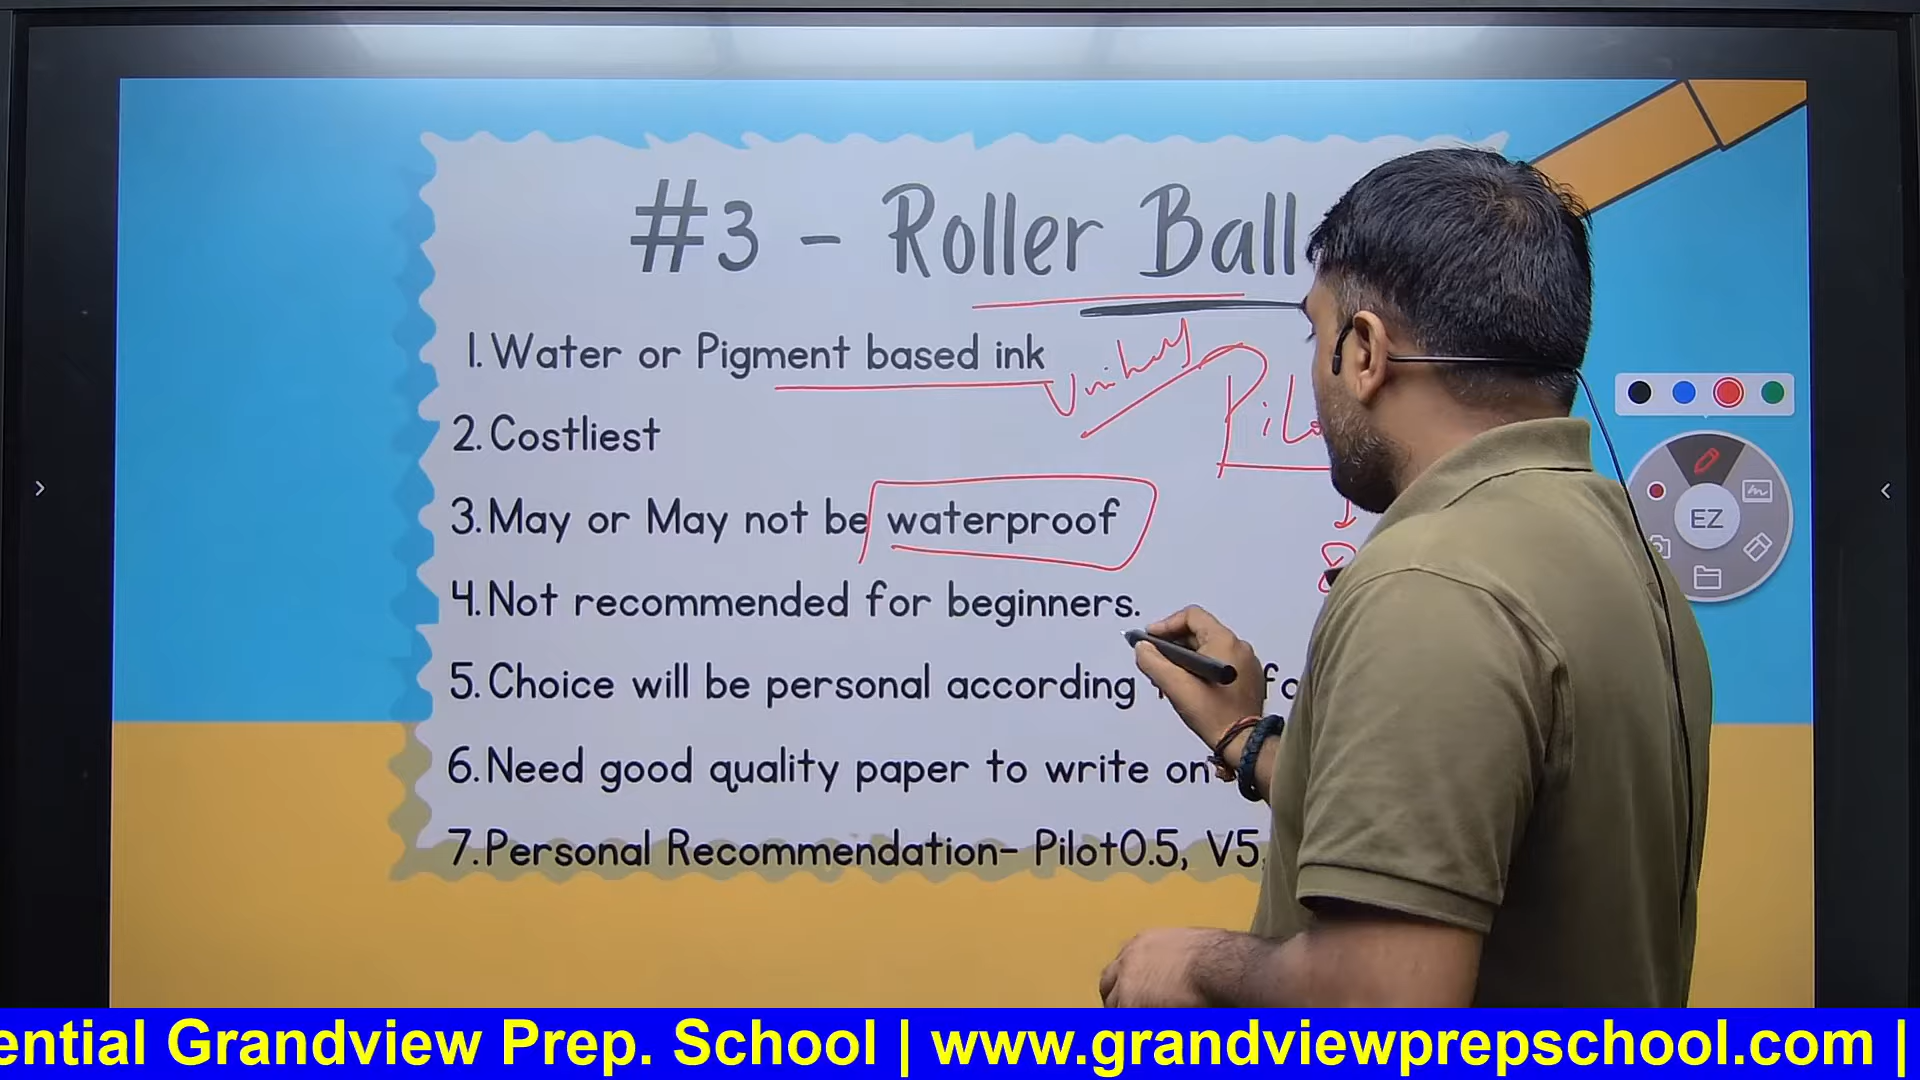 #3 - Roller Ball
1. Water or Pigment based ink
2. Costliest
3. May or May not be waterproof
4. Not recommended for beginners.
5. Choice will be personal according
6. Need good quality paper to write on
7. Personal Recommendation- Pilot0.5, V5,
EZ
ential Grandview Prep. School | www.grandviewprepschool.com |